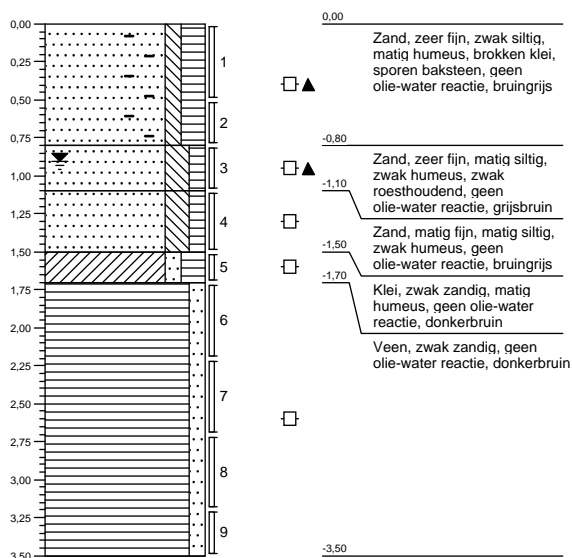 0,00
0,25
0,50
0,75
1,00
1,25
1,50
1,75
2,00
2,25
2,50
2,75
3,00
3,25
3,50
1
2
3
4
5
6
7
8
9
0,00
Zand, zeer fijn, zwak siltig,
matig humeus, brokken klei,
sporen baksteen, geen
olie-water reactie, bruingrijs
-0,80
Zand, zeer fijn, matig siltig,
zwak humeus, zwak
roesthoudend, geen
olie-water reactie, grijsbruin
-1,10
Zand, matig fijn, matig siltig,
zwak humeus, geen
olie-water reactie, bruingrijs
-1,50
Klei, zwak zandig, matig
humeus, geen olie-water
reactie, donkerbruin
-1,70
Veen, zwak zandig, geen
olie-water reactie, donkerbruin
-3,50